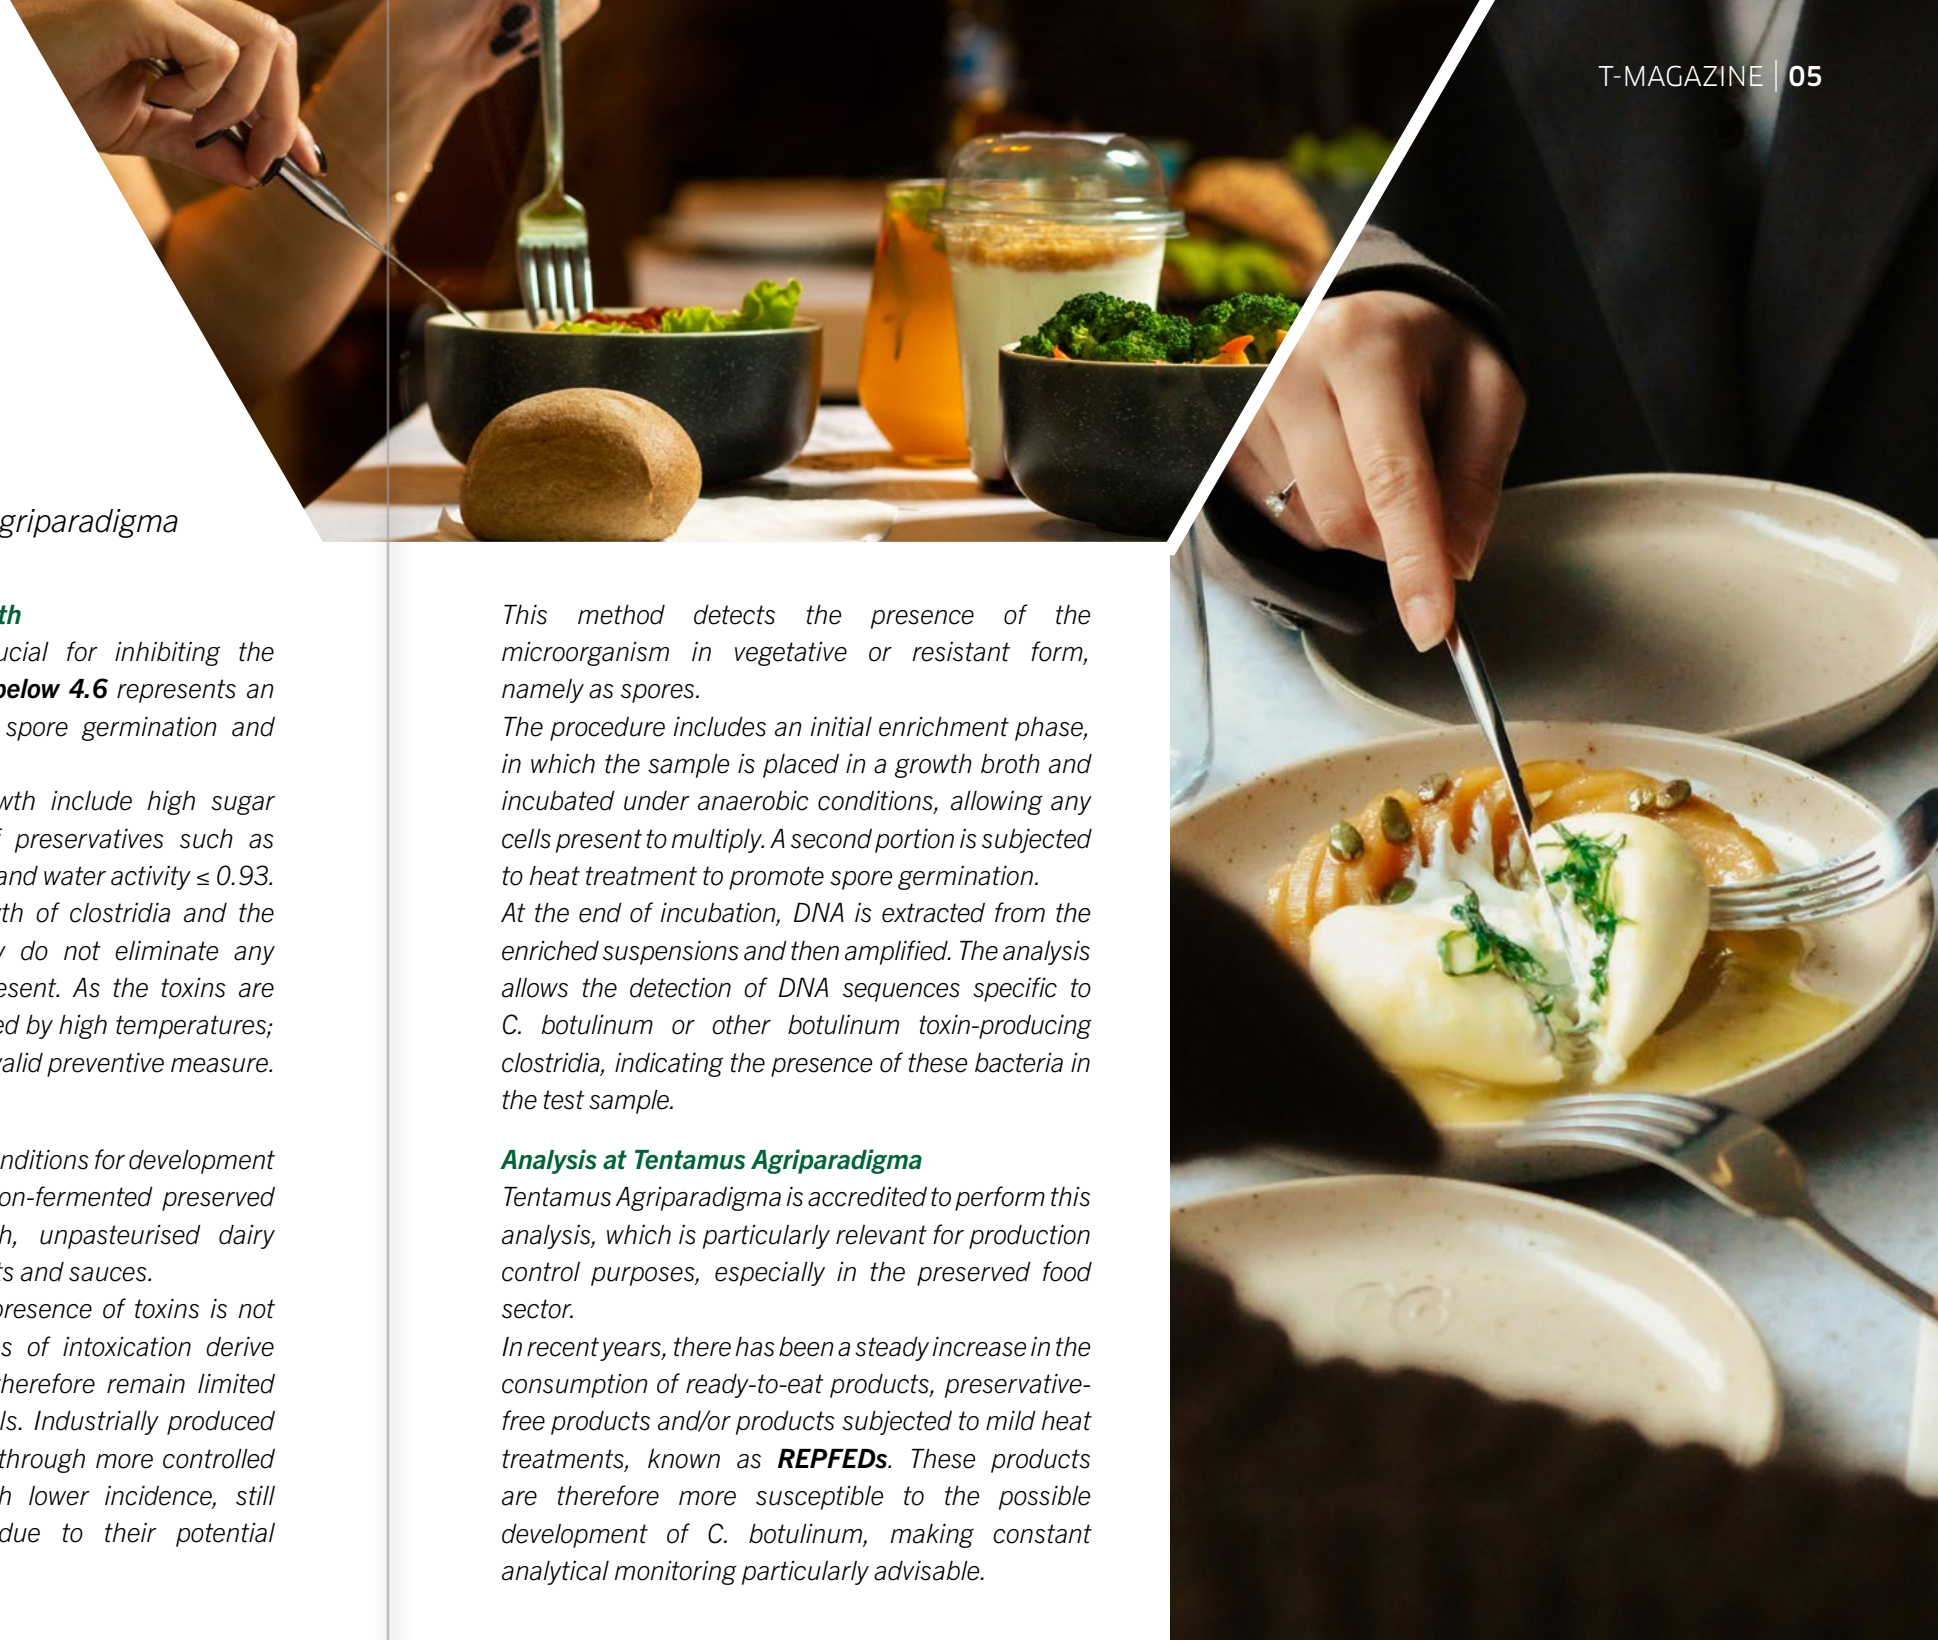 T-MAGAZINE | 05
griparadigma
th
ucial for inhibiting the
below 4.6 represents an
spore germination and
wth include high sugar
f preservatives such as
and water activity ≤ 0.93.
th of clostridia and the
y do not eliminate any
esent. As the toxins are
ed by high temperatures;
valid preventive measure.
nditions for development
on-fermented preserved
h, unpasteurised dairy
ts and sauces.
presence of toxins is not
s of intoxication derive
therefore remain limited
ls. Industrially produced
through more controlled
h lower incidence, still
due to their potential
This method detects the presence of the
microorganism in vegetative or resistant form,
namely as spores.
The procedure includes an initial enrichment phase,
in which the sample is placed in a growth broth and
incubated under anaerobic conditions, allowing any
cells present to multiply. A second portion is subjected
to heat treatment to promote spore germination.
At the end of incubation, DNA is extracted from the
enriched suspensions and then amplified. The analysis
allows the detection of DNA sequences specific to
C. botulinum or other botulinum toxin-producing
clostridia, indicating the presence of these bacteria in
the test sample.
Analysis at Tentamus Agriparadigma
Tentamus Agriparadigma is accredited to perform this
analysis, which is particularly relevant for production
control purposes, especially in the preserved food
sector.
In recent years, there has been a steady increase in the
consumption of ready-to-eat products, preservative-
free products and/or products subjected to mild heat
treatments, known as REPFEDs. These products
are therefore more susceptible to the possible
development of C. botulinum, making constant
analytical monitoring particularly advisable.